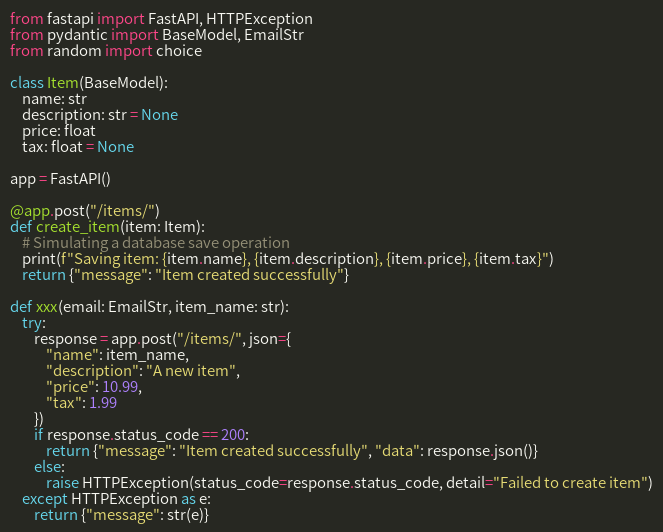 from fastapi import FastAPI, HTTPException
from pydantic import BaseModel, EmailStr
from random import choice

class Item(BaseModel):
    name: str
    description: str = None
    price: float
    tax: float = None

app = FastAPI()

@app.post("/items/")
def create_item(item: Item):
    # Simulating a database save operation
    print(f"Saving item: {item.name}, {item.description}, {item.price}, {item.tax}")
    return {"message": "Item created successfully"}

def xxx(email: EmailStr, item_name: str):
    try:
        response = app.post("/items/", json={
            "name": item_name,
            "description": "A new item",
            "price": 10.99,
            "tax": 1.99
        })
        if response.status_code == 200:
            return {"message": "Item created successfully", "data": response.json()}
        else:
            raise HTTPException(status_code=response.status_code, detail="Failed to create item")
    except HTTPException as e:
        return {"message": str(e)}